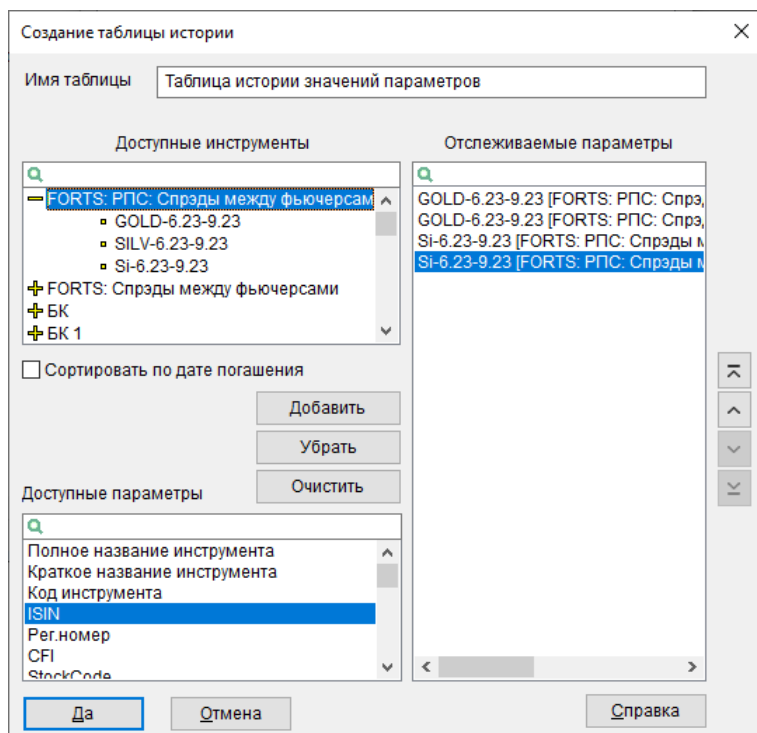 Создание таблицы истории
Имя таблицы
Таблица истории значений параметров
Доступные инструменты
FORTS: РПС: Спрэды между фьючерсам
GOLD-6.23-9.23
SILV-6.23-9.23
Si-6.23-9.23
FORTS: Спрэды между фьючерсами
БК
БК 1
Сортировать по дате погашения
Добавить
Убрать
Очистить
Доступные параметры
Полное название инструмента
Краткое название инструмента
Код инструмента
ISIN
Рег.номер
CFI
StockCode
Отслеживаемые параметры
GOLD-6.23-9.23 [FORTS: РПС: Спрэд
GOLD-6.23-9.23 [FORTS: РПС: Спрэд
Si-6.23-9.23 [FORTS: РПС: Спрэды м
Si-6.23-9.23 [FORTS: РПС: Спрэды м
Да
Отмена
Справка